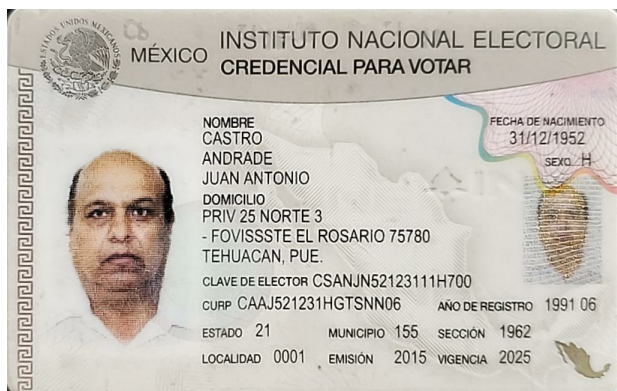 ESTADOS UNIDOS MEXICANOS
MÉXICO INSTITUTO NACIONAL ELECTORAL
CREDENCIAL PARA VOTAR
NOMBRE
CASTRO
ANDRADE
JUAN ANTONIO
FECHA DE NACIMIENTO
31/12/1952
SEXO H
DOMICILIO
PRIV 25 NORTE 3
- FOVISSSTE EL ROSARIO 75780
TEHUACAN, PUE.
CLAVE DE ELECTOR CSANJN52123111H700
CURP CAAJ521231HGTSNN06 AÑO DE REGISTRO 1991 06
ESTADO 21 MUNICIPIO 155 SECCIÓN 1962
LOCALIDAD 0001 EMISIÓN 2015 VIGENCIA 2025